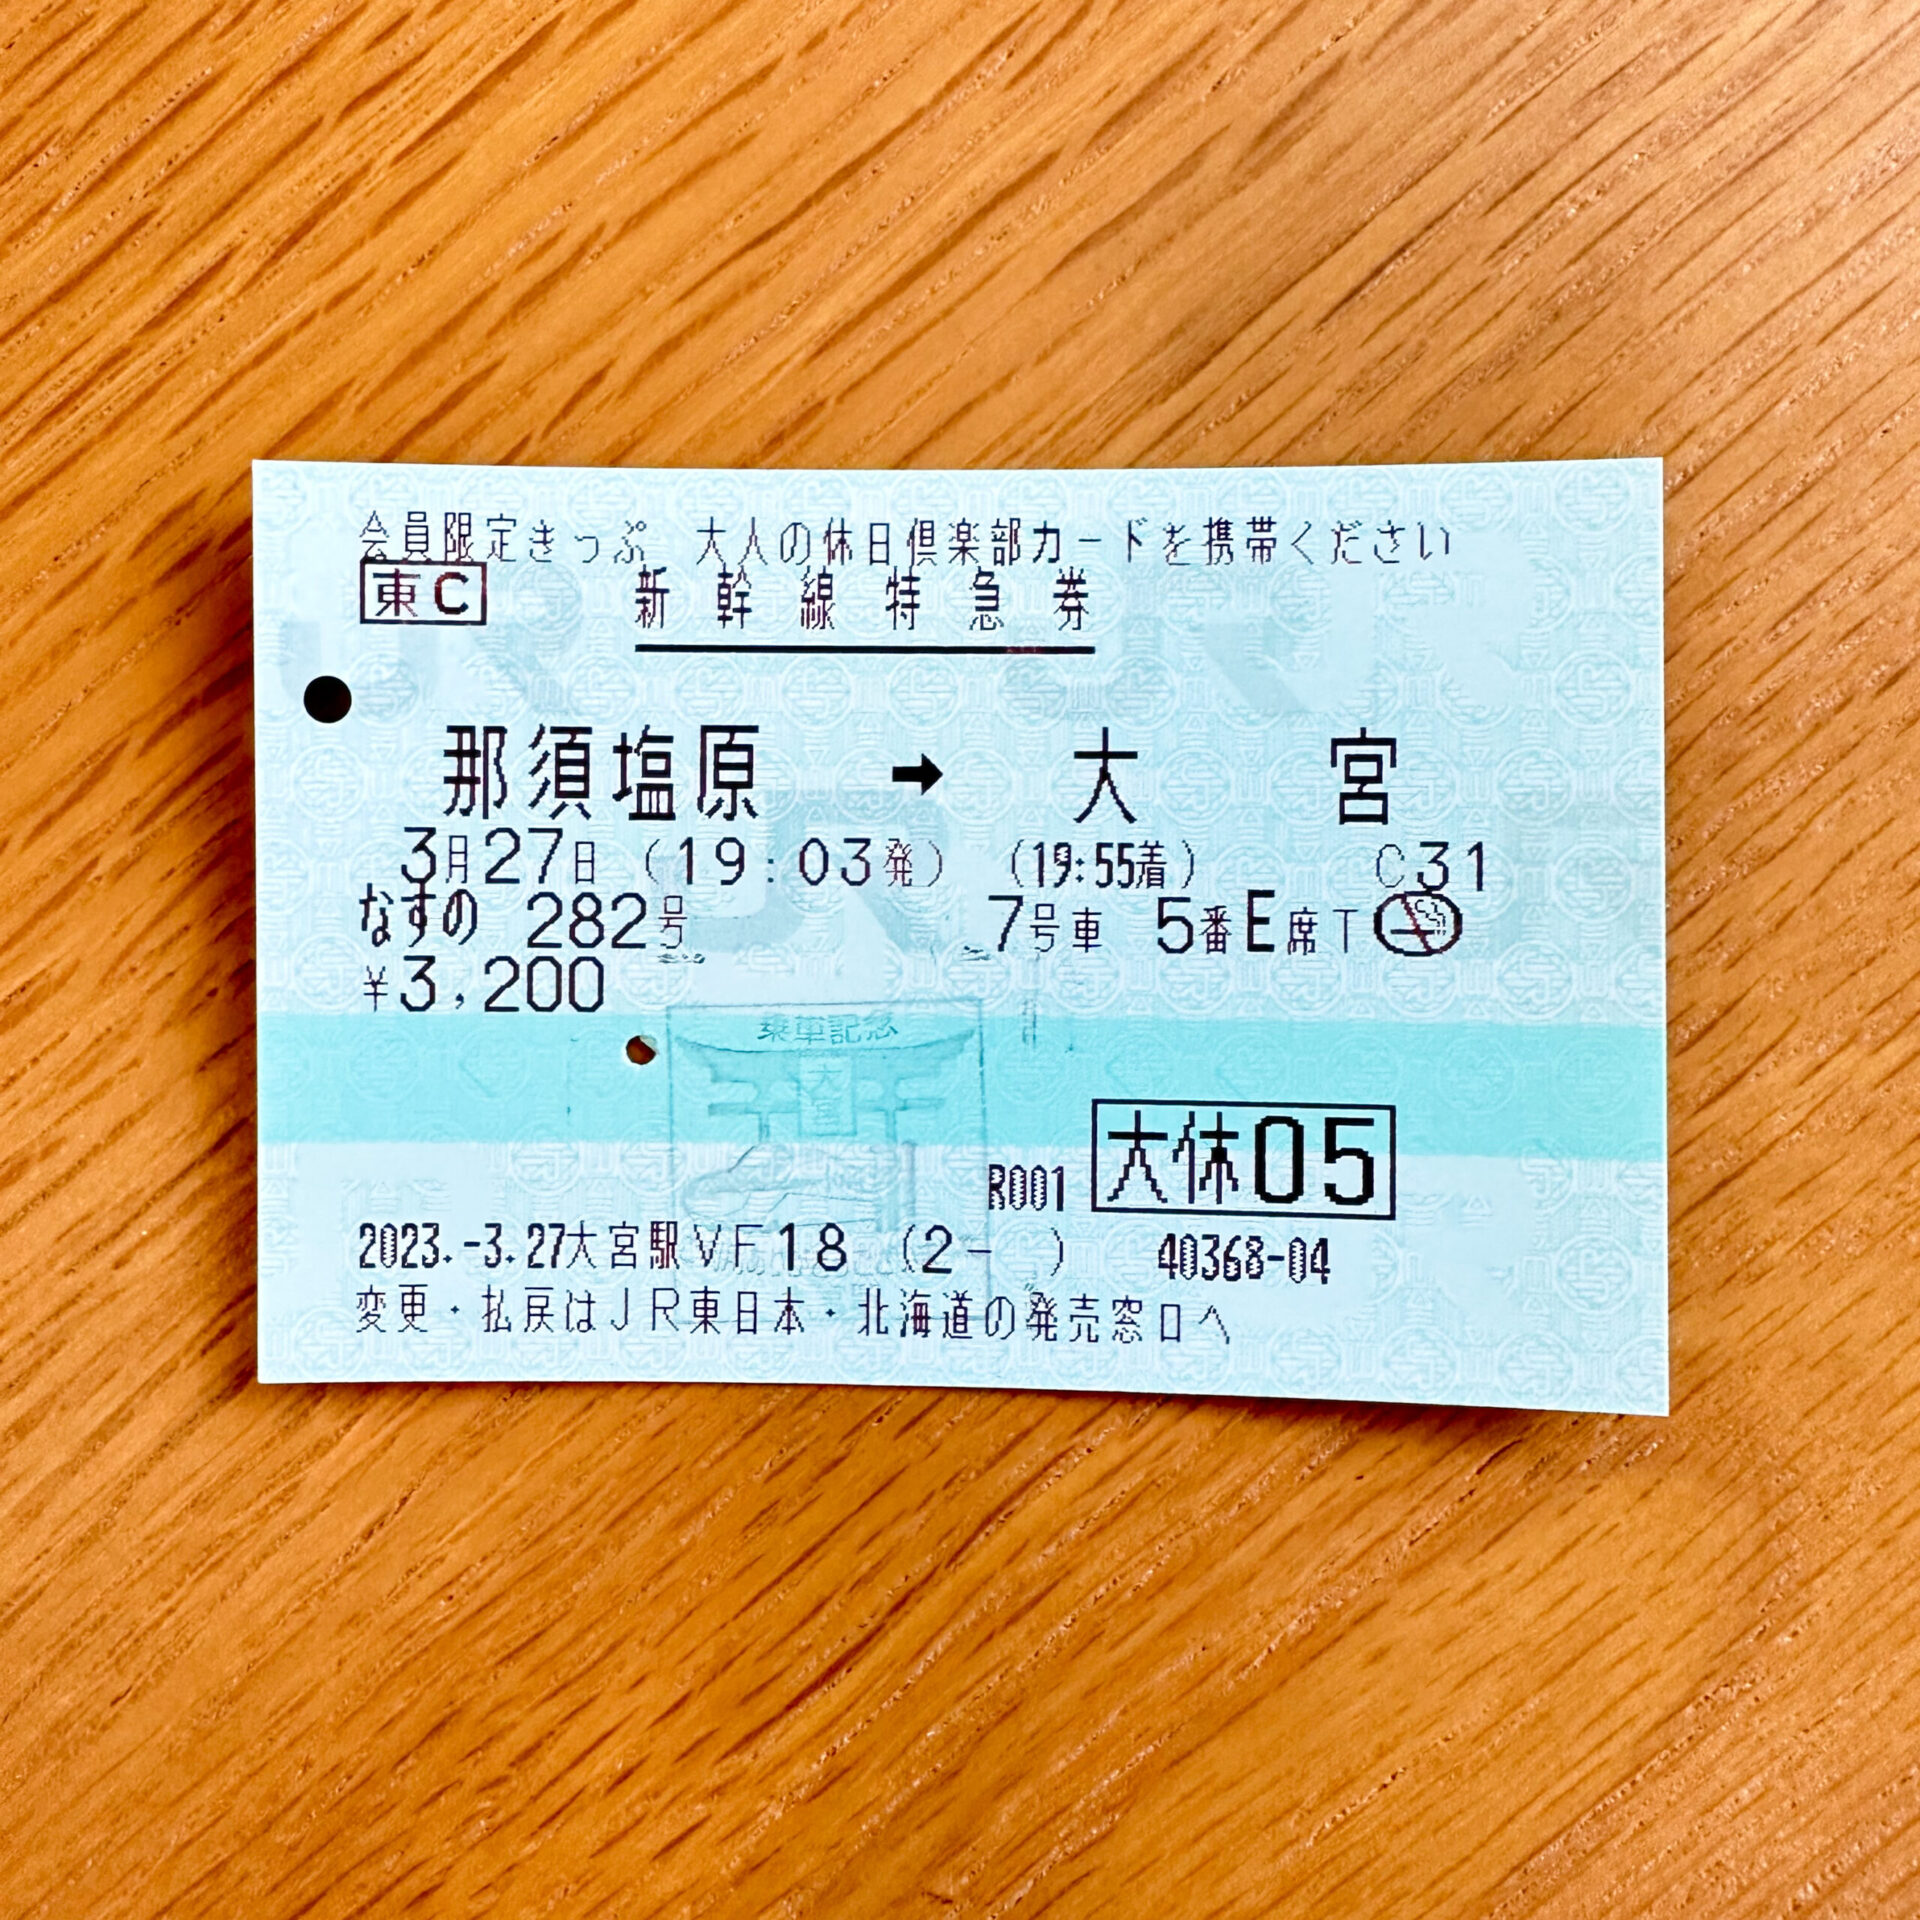 会員限定きっぷ 大人の休日倶楽部カードを携帯ください
東C 新幹線特急券
那須塩原 → 大宮
3月27日 (19:03発) (19:55着) C31
なすの 282号 7号車 5番E席 T
¥3,200
乗車記念
大宮
R001 大休05
2023.-3.27大宮駅VF18 (2- ) 40368-04
変更・払戻はJR東日本・北海道の発売窓口へ